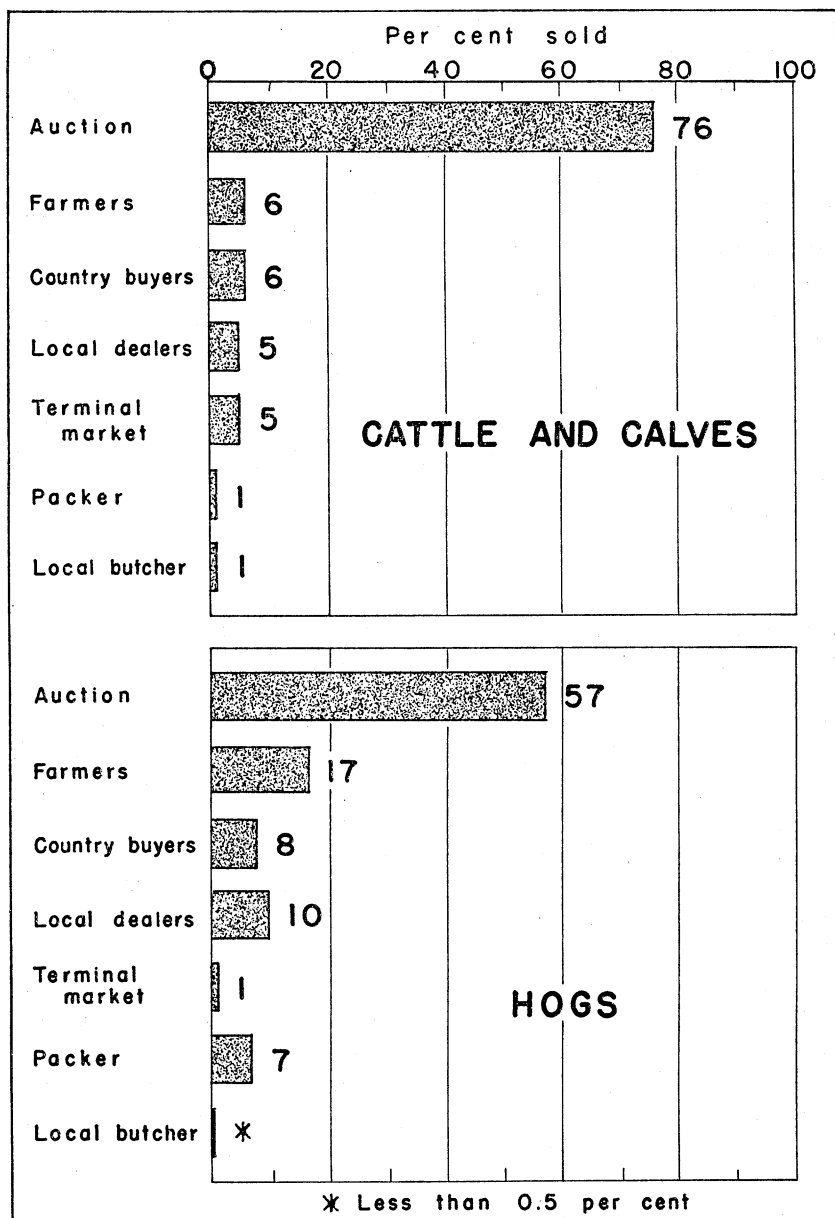 Per cent sold
0 20 40 60 80 100
Auction 76
Farmers 6
Country buyers 6
Local dealers 5
Terminal
market 5
CATTLE AND CALVES
Packer 1
Local butcher 1
Auction 57
Farmers 17
Country buyers 8
Local dealers 10
Terminal
market 1
HOGS
Packer 7
Local butcher *
* Less than 0.5 per cent